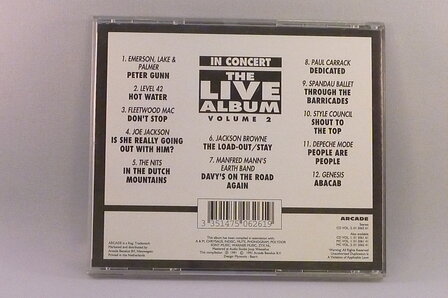 IN CONCERT
THE
LIVE
ALBUM
VOLUME 2
1. EMERSON, LAKE &
PALMER
PETER GUNN
2. LEVEL 42
HOT WATER
3. FLEETWOOD MAC
DON'T STOP
4. JOE JACKSON
IS SHE REALLY GOING
OUT WITH HIM?
5. THE NITS
IN THE DUTCH
MOUNTAINS
6. JACKSON BROWNE
THE LOAD-OUT/STAY
7. MANFRED MANN'S
EARTH BAND
DAVY'S ON THE ROAD
AGAIN
8. PAUL CARRACK
DEDICATED
9. SPANDAU BALLET
THROUGH THE
BARRICADES
10. STYLE COUNCIL
SHOUT TO
THE TOP
11. DEPECHE MODE
PEOPLE ARE
PEOPLE
12. GENESIS
ABACAB
3 351475 062619
ARCADE